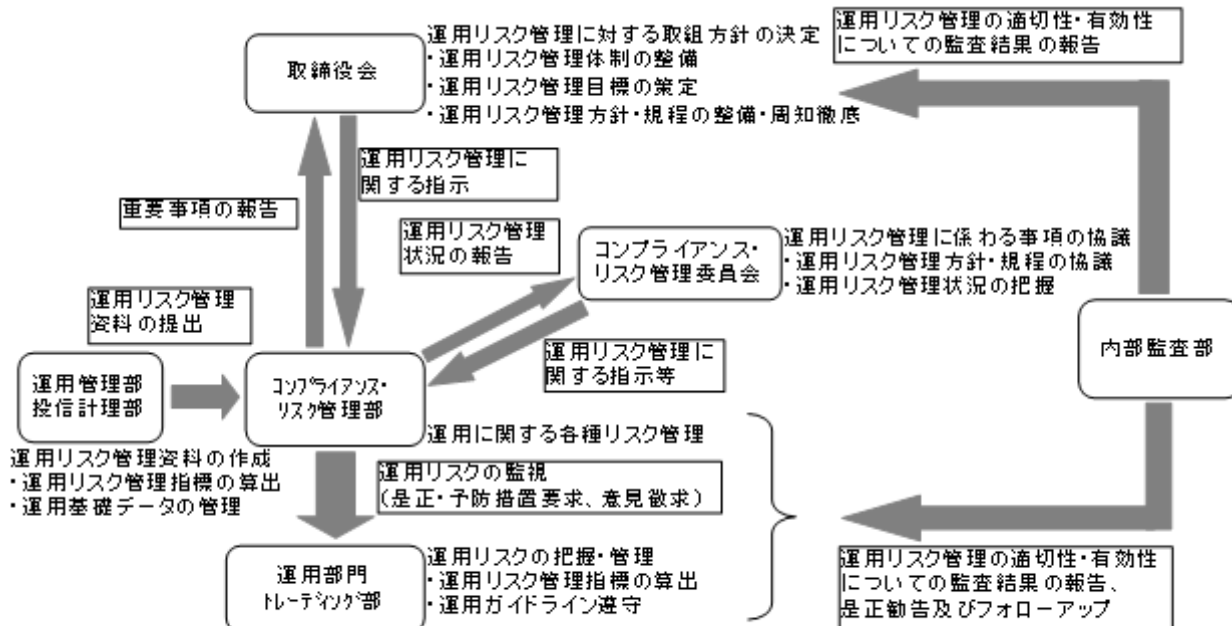 運用リスク管理に対する取組方針の決定
・運用リスク管理体制の整備
・運用リスク管理目標の策定
・運用リスク管理方針・規程の整備・周知徹底
取締役会
運用リスク管理の適切性・有効性
についての監査結果の報告
運用リスク管理に
関する指示
重要事項の報告
運用リスク管理
状況の報告
コンプライアンス・
リスク管理委員会
運用リスク管理に係わる事項の協議
・運用リスク管理方針・規程の協議
・運用リスク管理状況の把握
運用リスク管理
資料の提出
運用リスク管理に
関する指示等
内部監査部
運用管理部
投信計理部
コンプライアンス・
リスク管理部
運用に関する各種リスク管理
運用リスク管理資料の作成
・運用リスク管理指標の算出
・運用基礎データの管理
運用リスクの監視
(是正・予防措置要求、意見徴求)
運用部門
トレーディング部
運用リスクの把握・管理
・運用リスク管理指標の算出
・運用ガイドライン遵守
運用リスク管理の適切性・有効性
についての監査結果の報告、
是正勧告及びフォローアップ